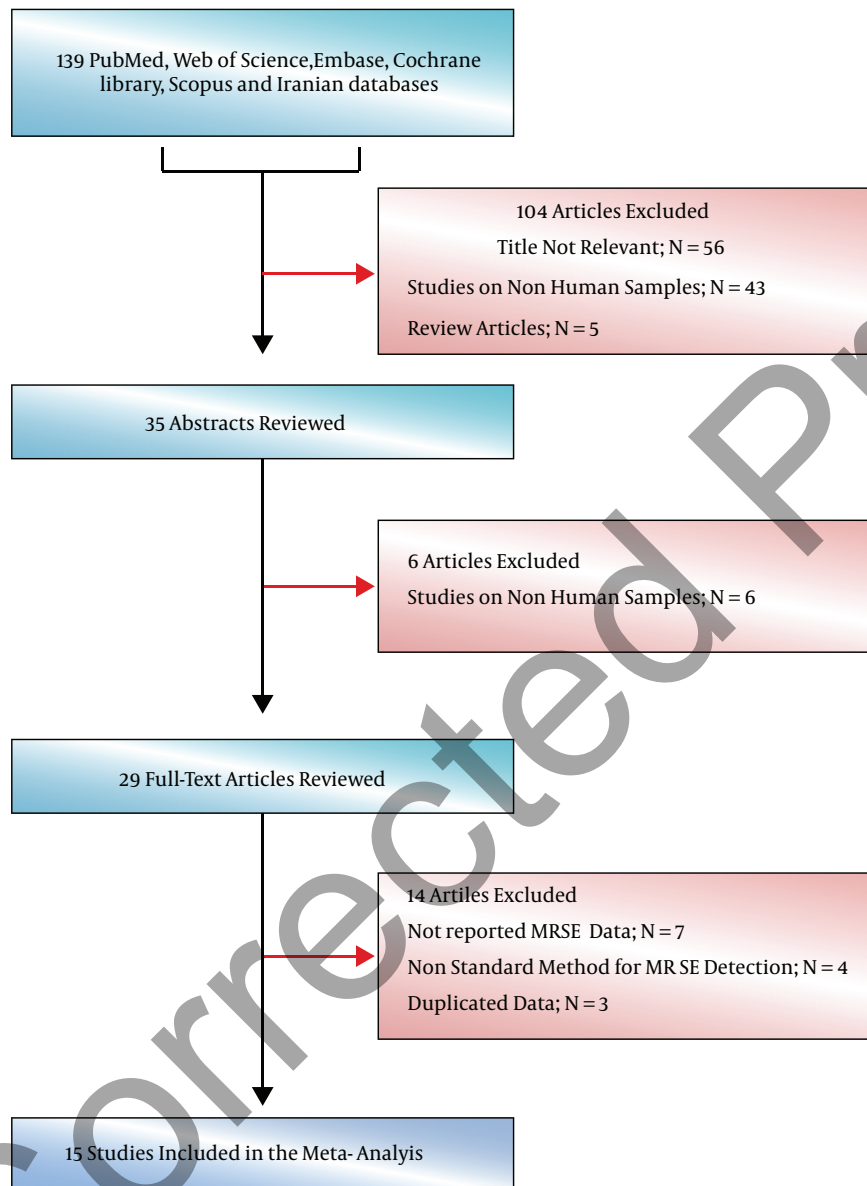 139 PubMed, Web of Science,Embase, Cochrane
library, Scopus and Iranian databases
104 Articles Excluded
Title Not Relevant; N = 56
Studies on Non Human Samples; N = 43
Review Articles; N = 5
35 Abstracts Reviewed
6 Articles Excluded
Studies on Non Human Samples; N = 6
29 Full-Text Articles Reviewed
14 Artiles Excluded
Not reported MRSE Data; N = 7
Non Standard Method for MR SE Detection; N = 4
Duplicated Data; N = 3
15 Studies Included in the Meta- Analyis
Corrected Pr